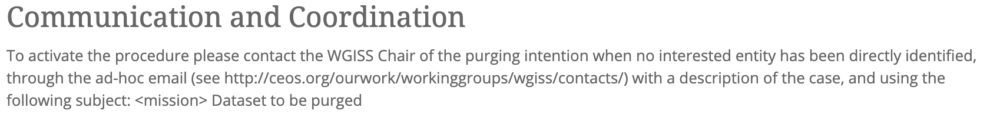 Communication and Coordination
To activate the procedure please contact the WGISS Chair of the purging intention when no interested entity has been directly identified,
through the ad-hoc email (see http://ceos.org/ourwork/workinggroups/wgiss/contacts/) with a description of the case, and using the
following subject: <mission> Dataset to be purged